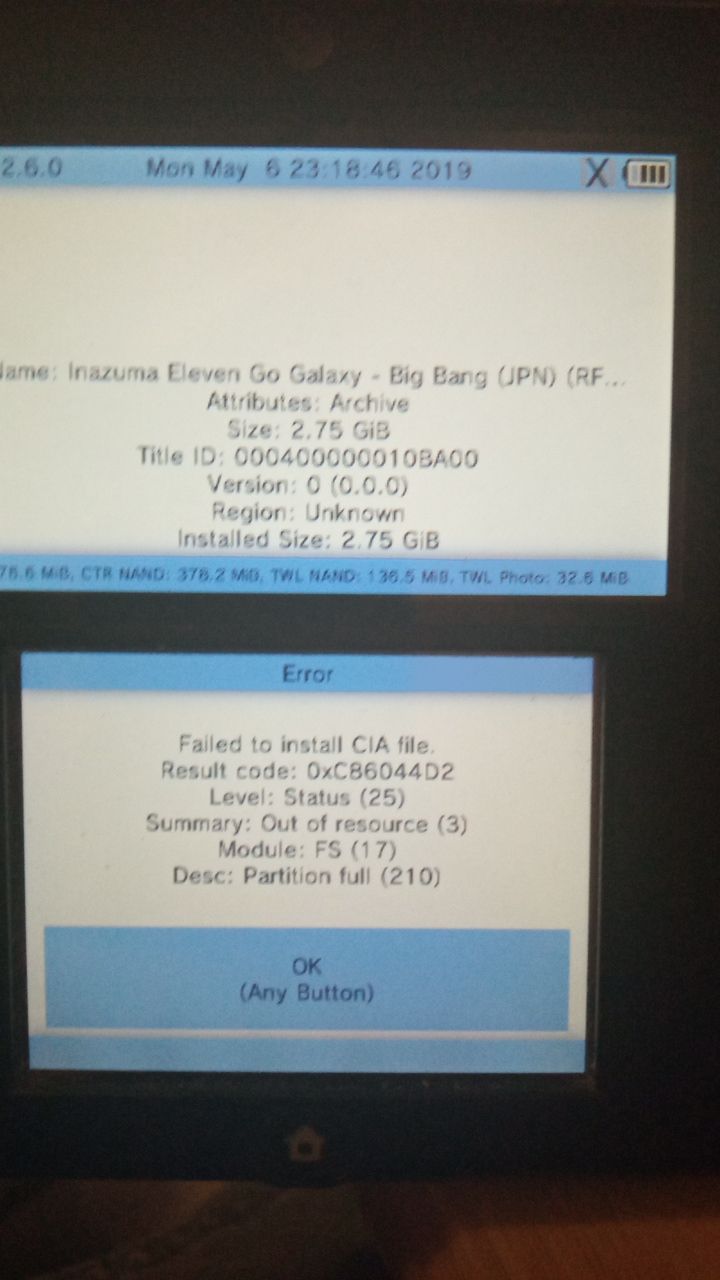 2.6.0 Mon May 6 23:18:46 2019 X
ame: Inazuma Eleven Go Galaxy - Big Bang (JPN) (RF...
Attributes: Archive
Size: 2.75 GiB
Title ID: 000400000010BA00
Version: 0 (0.0.0)
Region: Unknown
Installed Size: 2.75 GiB
76.6 MiB, CTR NAND: 378.2 MiB, TWL NAND: 136.5 MiB, TWL Photo: 32.6 MiB
Error
Failed to install CIA file.
Result code: 0xC86044D2
Level: Status (25)
Summary: Out of resource (3)
Module: FS (17)
Desc: Partition full (210)
OK
(Any Button)